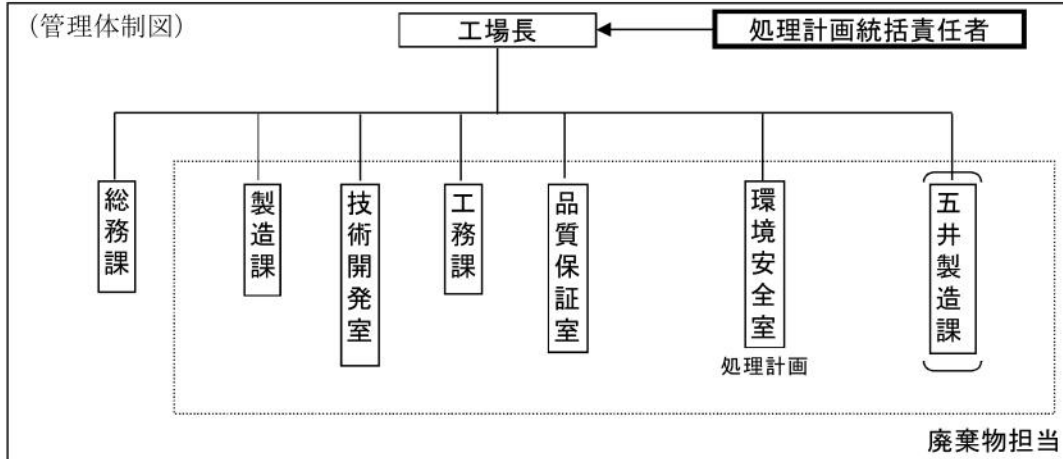 (管理体制図)
工場長
処理計画統括責任者
総務課
製造課
技術開発室
工務課
品質保証室
環境安全室
処理計画
五井製造課
廃棄物担当